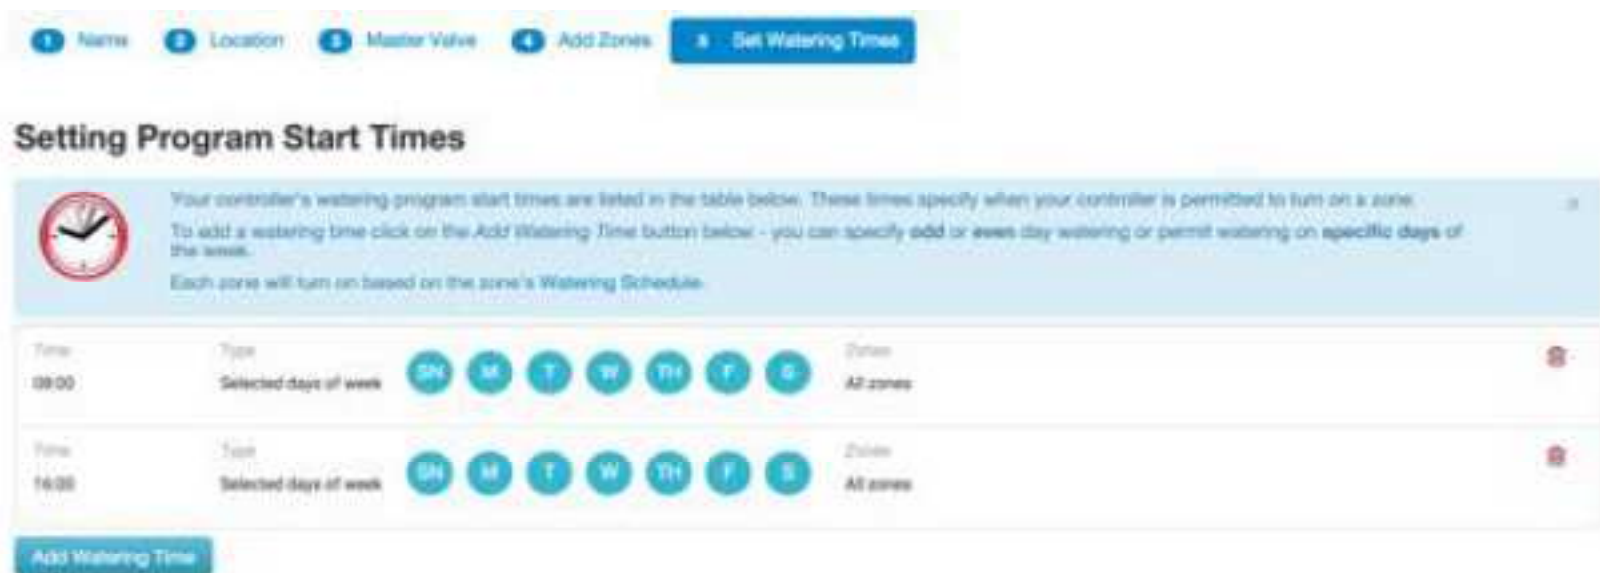 1 Name 2 Location 3 Master Valve 4 Add Zones 5 Set Watering Times
Setting Program Start Times
Your controller's watering program start times are listed in the table below. These times specify when your controller is permitted to turn on a zone.
To add a watering time click on the Add Watering Time button below - you can specify odd or even day watering or permit watering on specific days of
the week.
Each zone will turn on based on the zone's Watering Schedule.
Time Type SN M T W TH F S Zones
Selected days of week All zones
Time Type SN M T W TH F S Zones
16:00 Selected days of week All zones
Add Watering Time